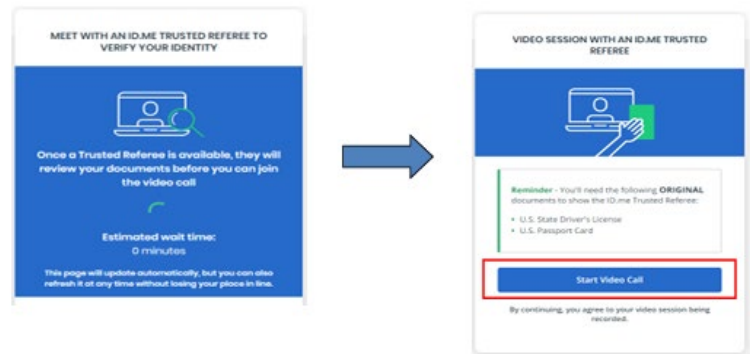 MEET WITH AN ID.ME TRUSTED REFEREE TO
VERIFY YOUR IDENTITY
Once a Trusted Referee is available, they will
review your documents before you can join
the video call
Estimated wait time:
0 minutes
This page will update automatically, but you can also
refresh it at any time without losing your place in line.
VIDEO SESSION WITH AN ID.ME TRUSTED
REFEREE
Reminder - You'll need the following ORIGINAL
documents to show the ID.me Trusted Referee:
• U.S. State Driver's License
• U.S. Passport Card
Start Video Call
By continuing, you agree to your video session being
recorded.